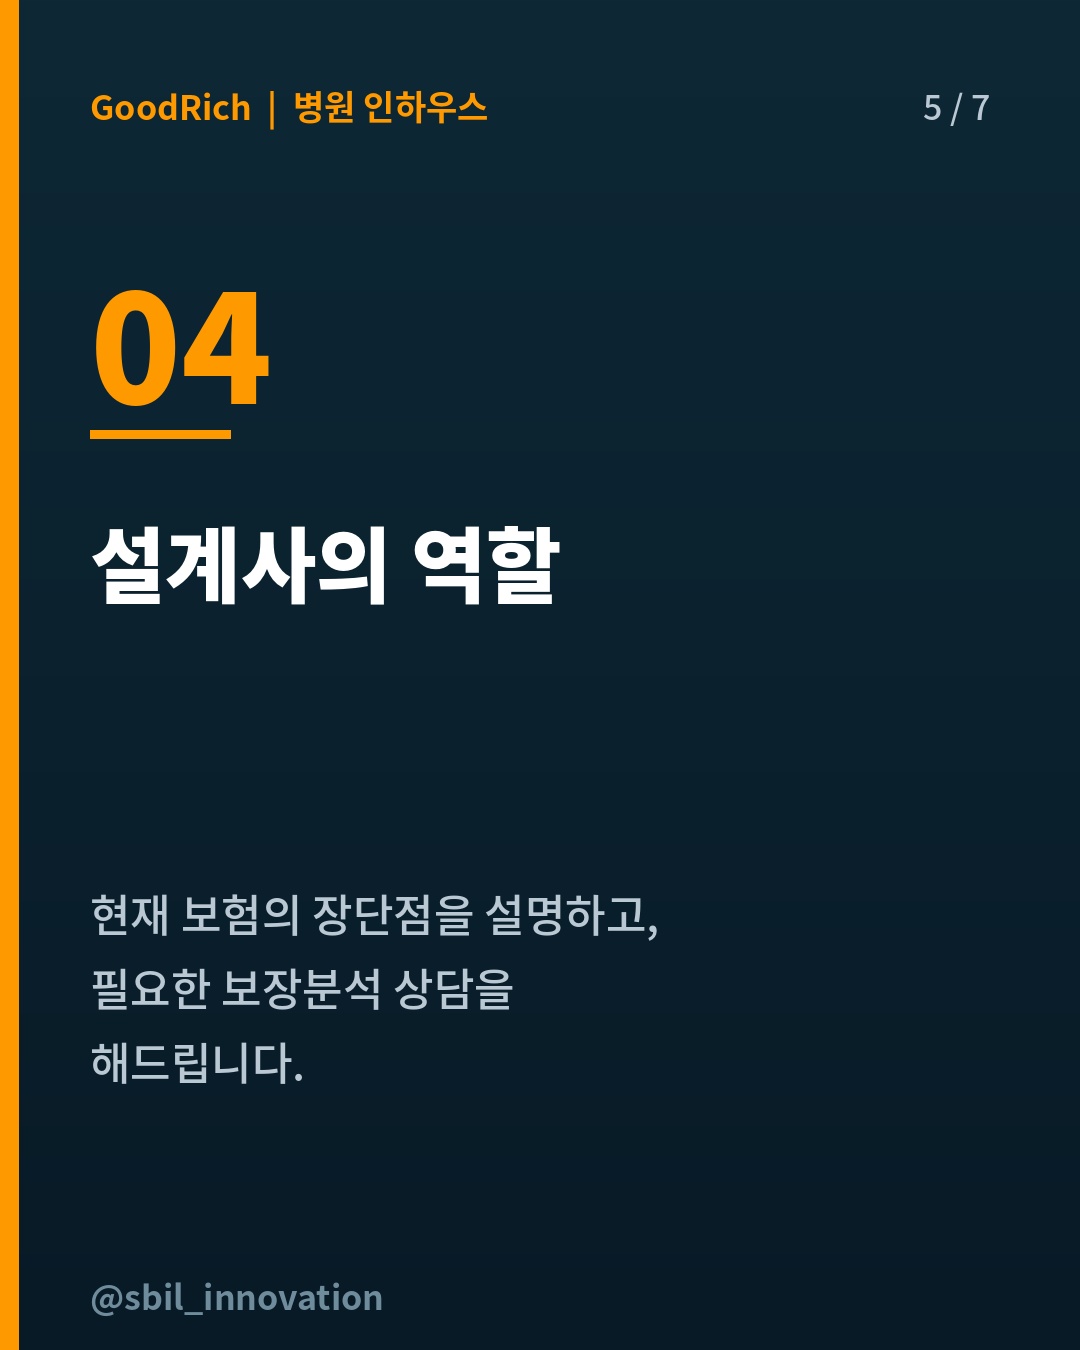 GoodRich | 병원 인하우스
5 / 7
04
설계사의 역할
현재 보험의 장단점을 설명하고,
필요한 보장분석 상담을
해드립니다.
@sbil_innovation